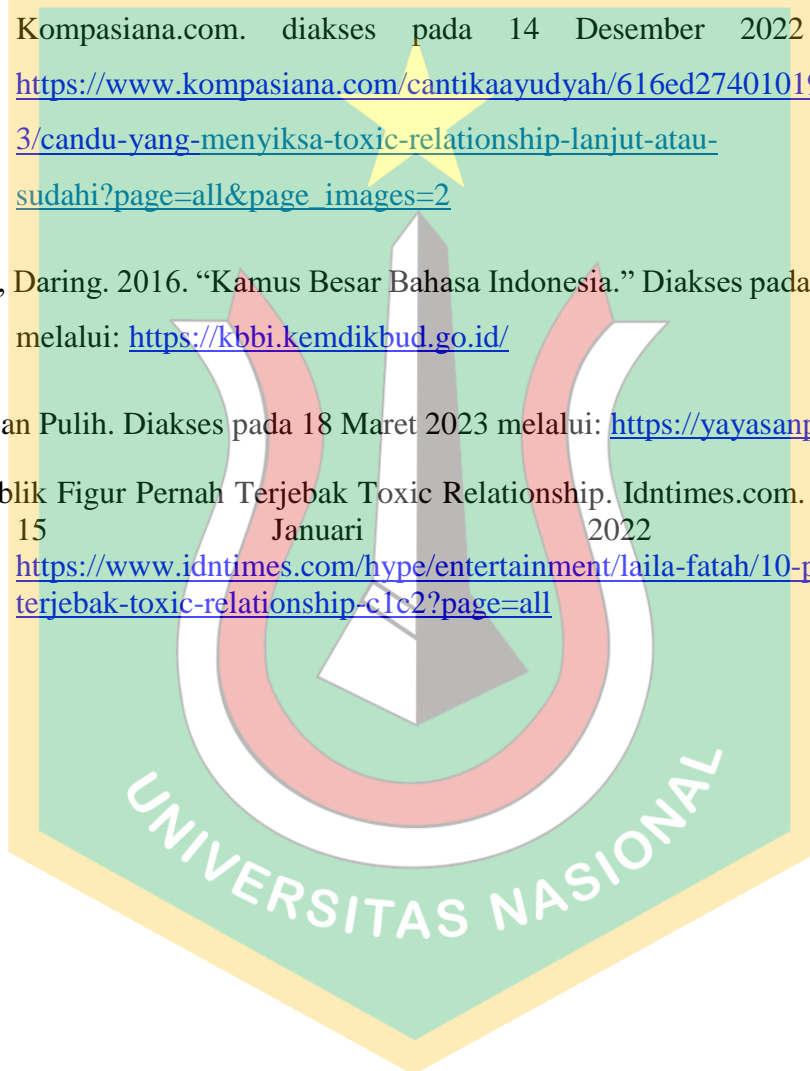 Kompasiana.com. diakses pada 14 Desember 2022
https://www.kompasiana.com/cantikaayudyah/616ed27401019
3/candu-yang-menyiksa-toxic-relationship-lanjut-atau-
sudahi?page=all&page_images=2
, Daring. 2016. “Kamus Besar Bahasa Indonesia.” Diakses pada
melalui: https://kbbi.kemdikbud.go.id/
an Pulih. Diakses pada 18 Maret 2023 melalui: https://yayasanp
blik Figur Pernah Terjebak Toxic Relationship. Idntimes.com.
15 Januari 2022
https://www.idntimes.com/hype/entertainment/laila-fatah/10-p
terjebak-toxic-relationship-c1c2?page=all
UNIVERSITAS NASIONAL